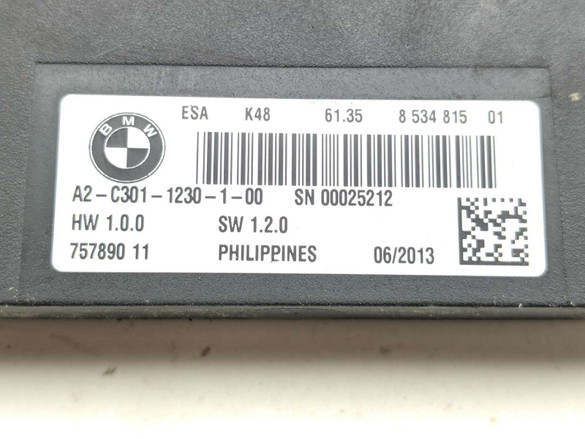 ESA K48 61.35 8 534 815 01
BMW
A2-C301-1230-1-00 SN 00025212
HW 1.0.0 SW 1.2.0
757890 11 PHILIPPINES 06/2013